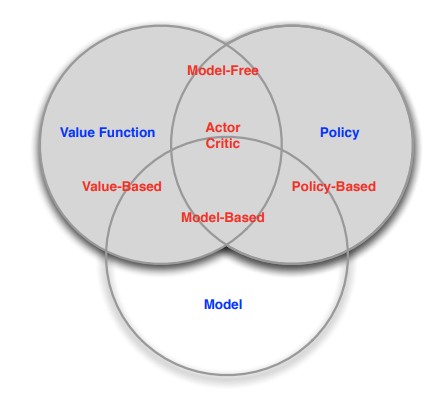 Model-Free
Value Function
Actor
Critic
Policy
Value-Based
Policy-Based
Model-Based
Model